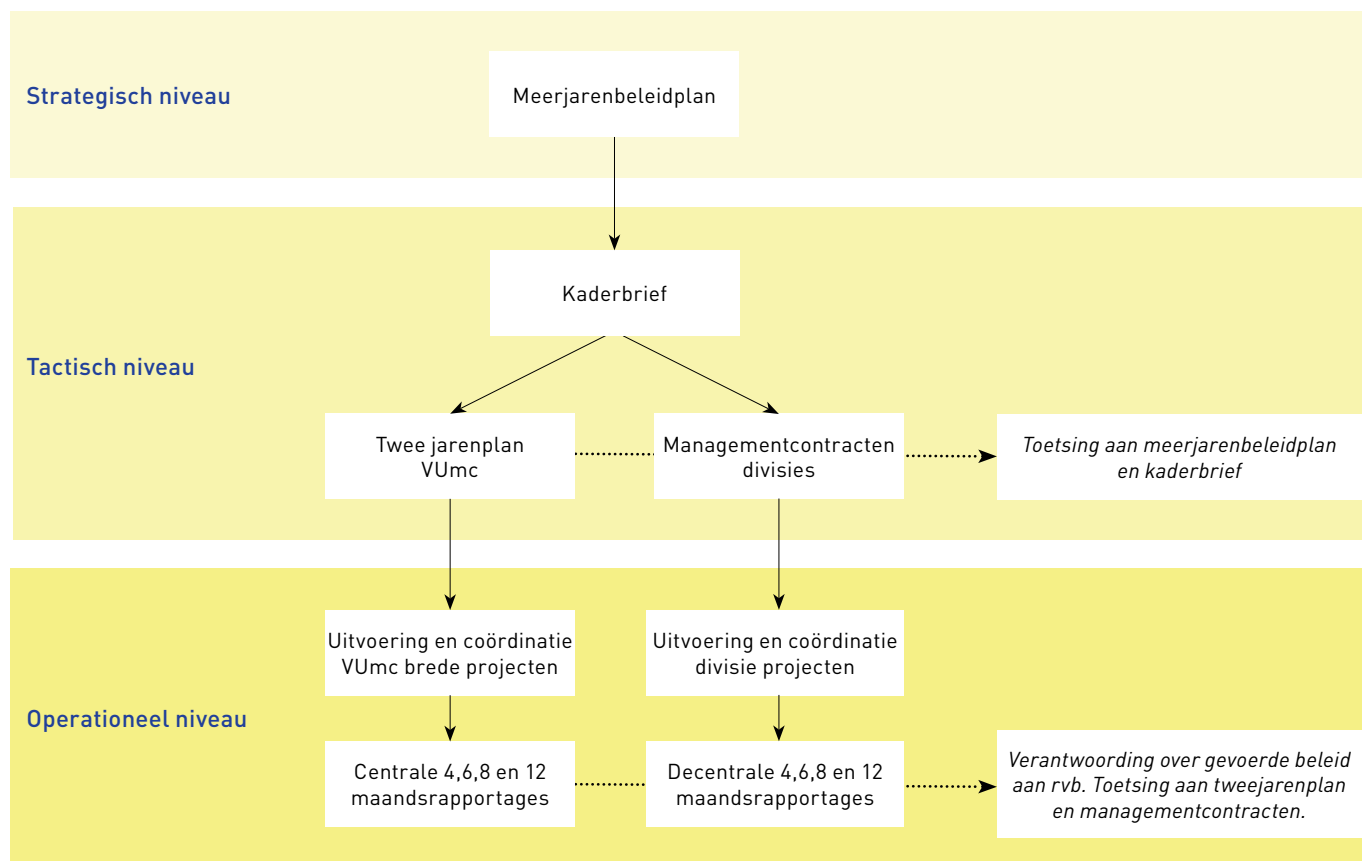 Strategisch niveau
Meerjarenbeleidplan
Kaderbrief
Tactisch niveau
Twee jarenplan
VUmc
Managementcontracten
divisies
Toetsing aan meerjarenbeleidplan
en kaderbrief
Uitvoering en coördinatie
VUmc brede projecten
Uitvoering en coördinatie
divisie projecten
Operationeel niveau
Centrale 4,6,8 en 12
maandsrapportages
Decentrale 4,6,8 en 12
maandsrapportages
Verantwoording over gevoerde beleid
aan rvb. Toetsing aan tweejarenplan
en managementcontracten.